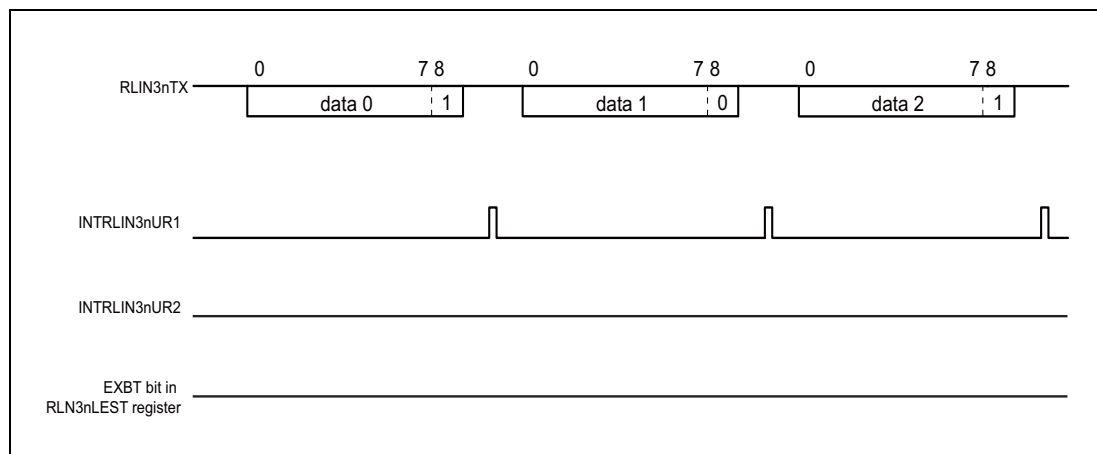 0 7 8 0 7 8 0 7 8
RLIN3nTX
data 0 1 data 1 0 data 2 1
INTRLIN3nUR1
INTRLIN3nUR2
EXBT bit in
RLN3nLEST register